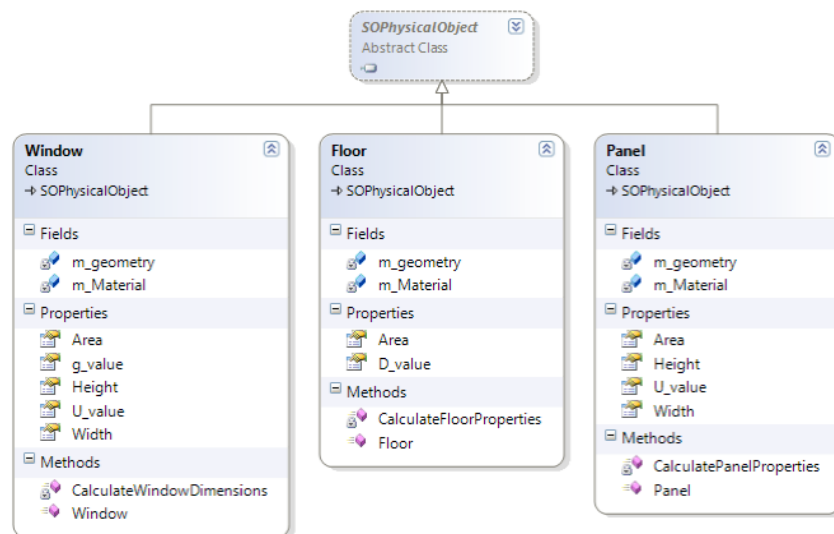 SOPhysicalObject
Abstract Class
Window
Class
SOPhysicalObject
Fields
m_geometry
m_Material
Properties
Area
g_value
Height
U_value
Width
Methods
CalculateWindowDimensions
Window
Floor
Class
SOPhysicalObject
Fields
m_geometry
m_Material
Properties
Area
D_value
Methods
CalculateFloorProperties
Floor
Panel
Class
SOPhysicalObject
Fields
m_geometry
m_Material
Properties
Area
Height
U_value
Width
Methods
CalculatePanelProperties
Panel